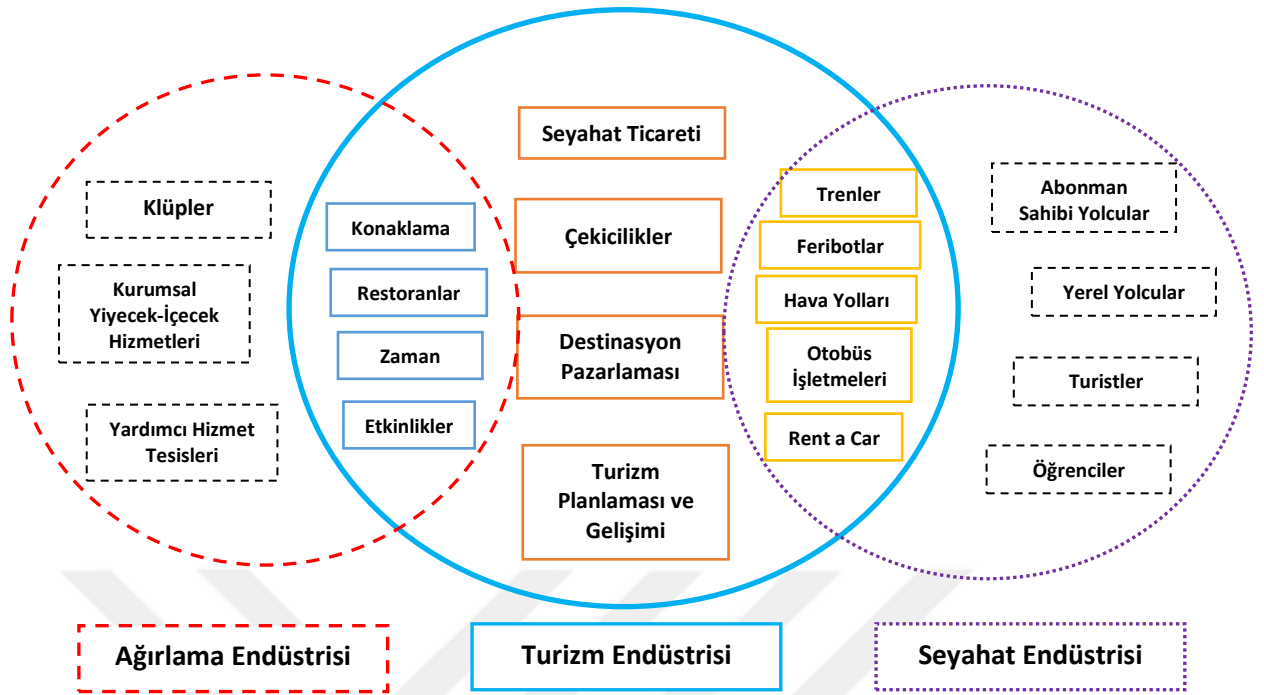 Klüpler
Kurumsal
Yiyecek-İçecek
Hizmetleri
Yardımcı Hizmet
Tesisleri
Konaklama
Restoranlar
Zaman
Etkinlikler
Seyahat Ticareti
Çekicilikler
Destinasyon
Pazarlaması
Turizm
Planlaması ve
Gelişimi
Trenler
Feribotlar
Hava Yolları
Otobüs
İşletmeleri
Rent a Car
Abonman
Sahibi Yolcular
Yerel Yolcular
Turistler
Öğrenciler
Ağırlama Endüstrisi
Turizm Endüstrisi
Seyahat Endüstrisi